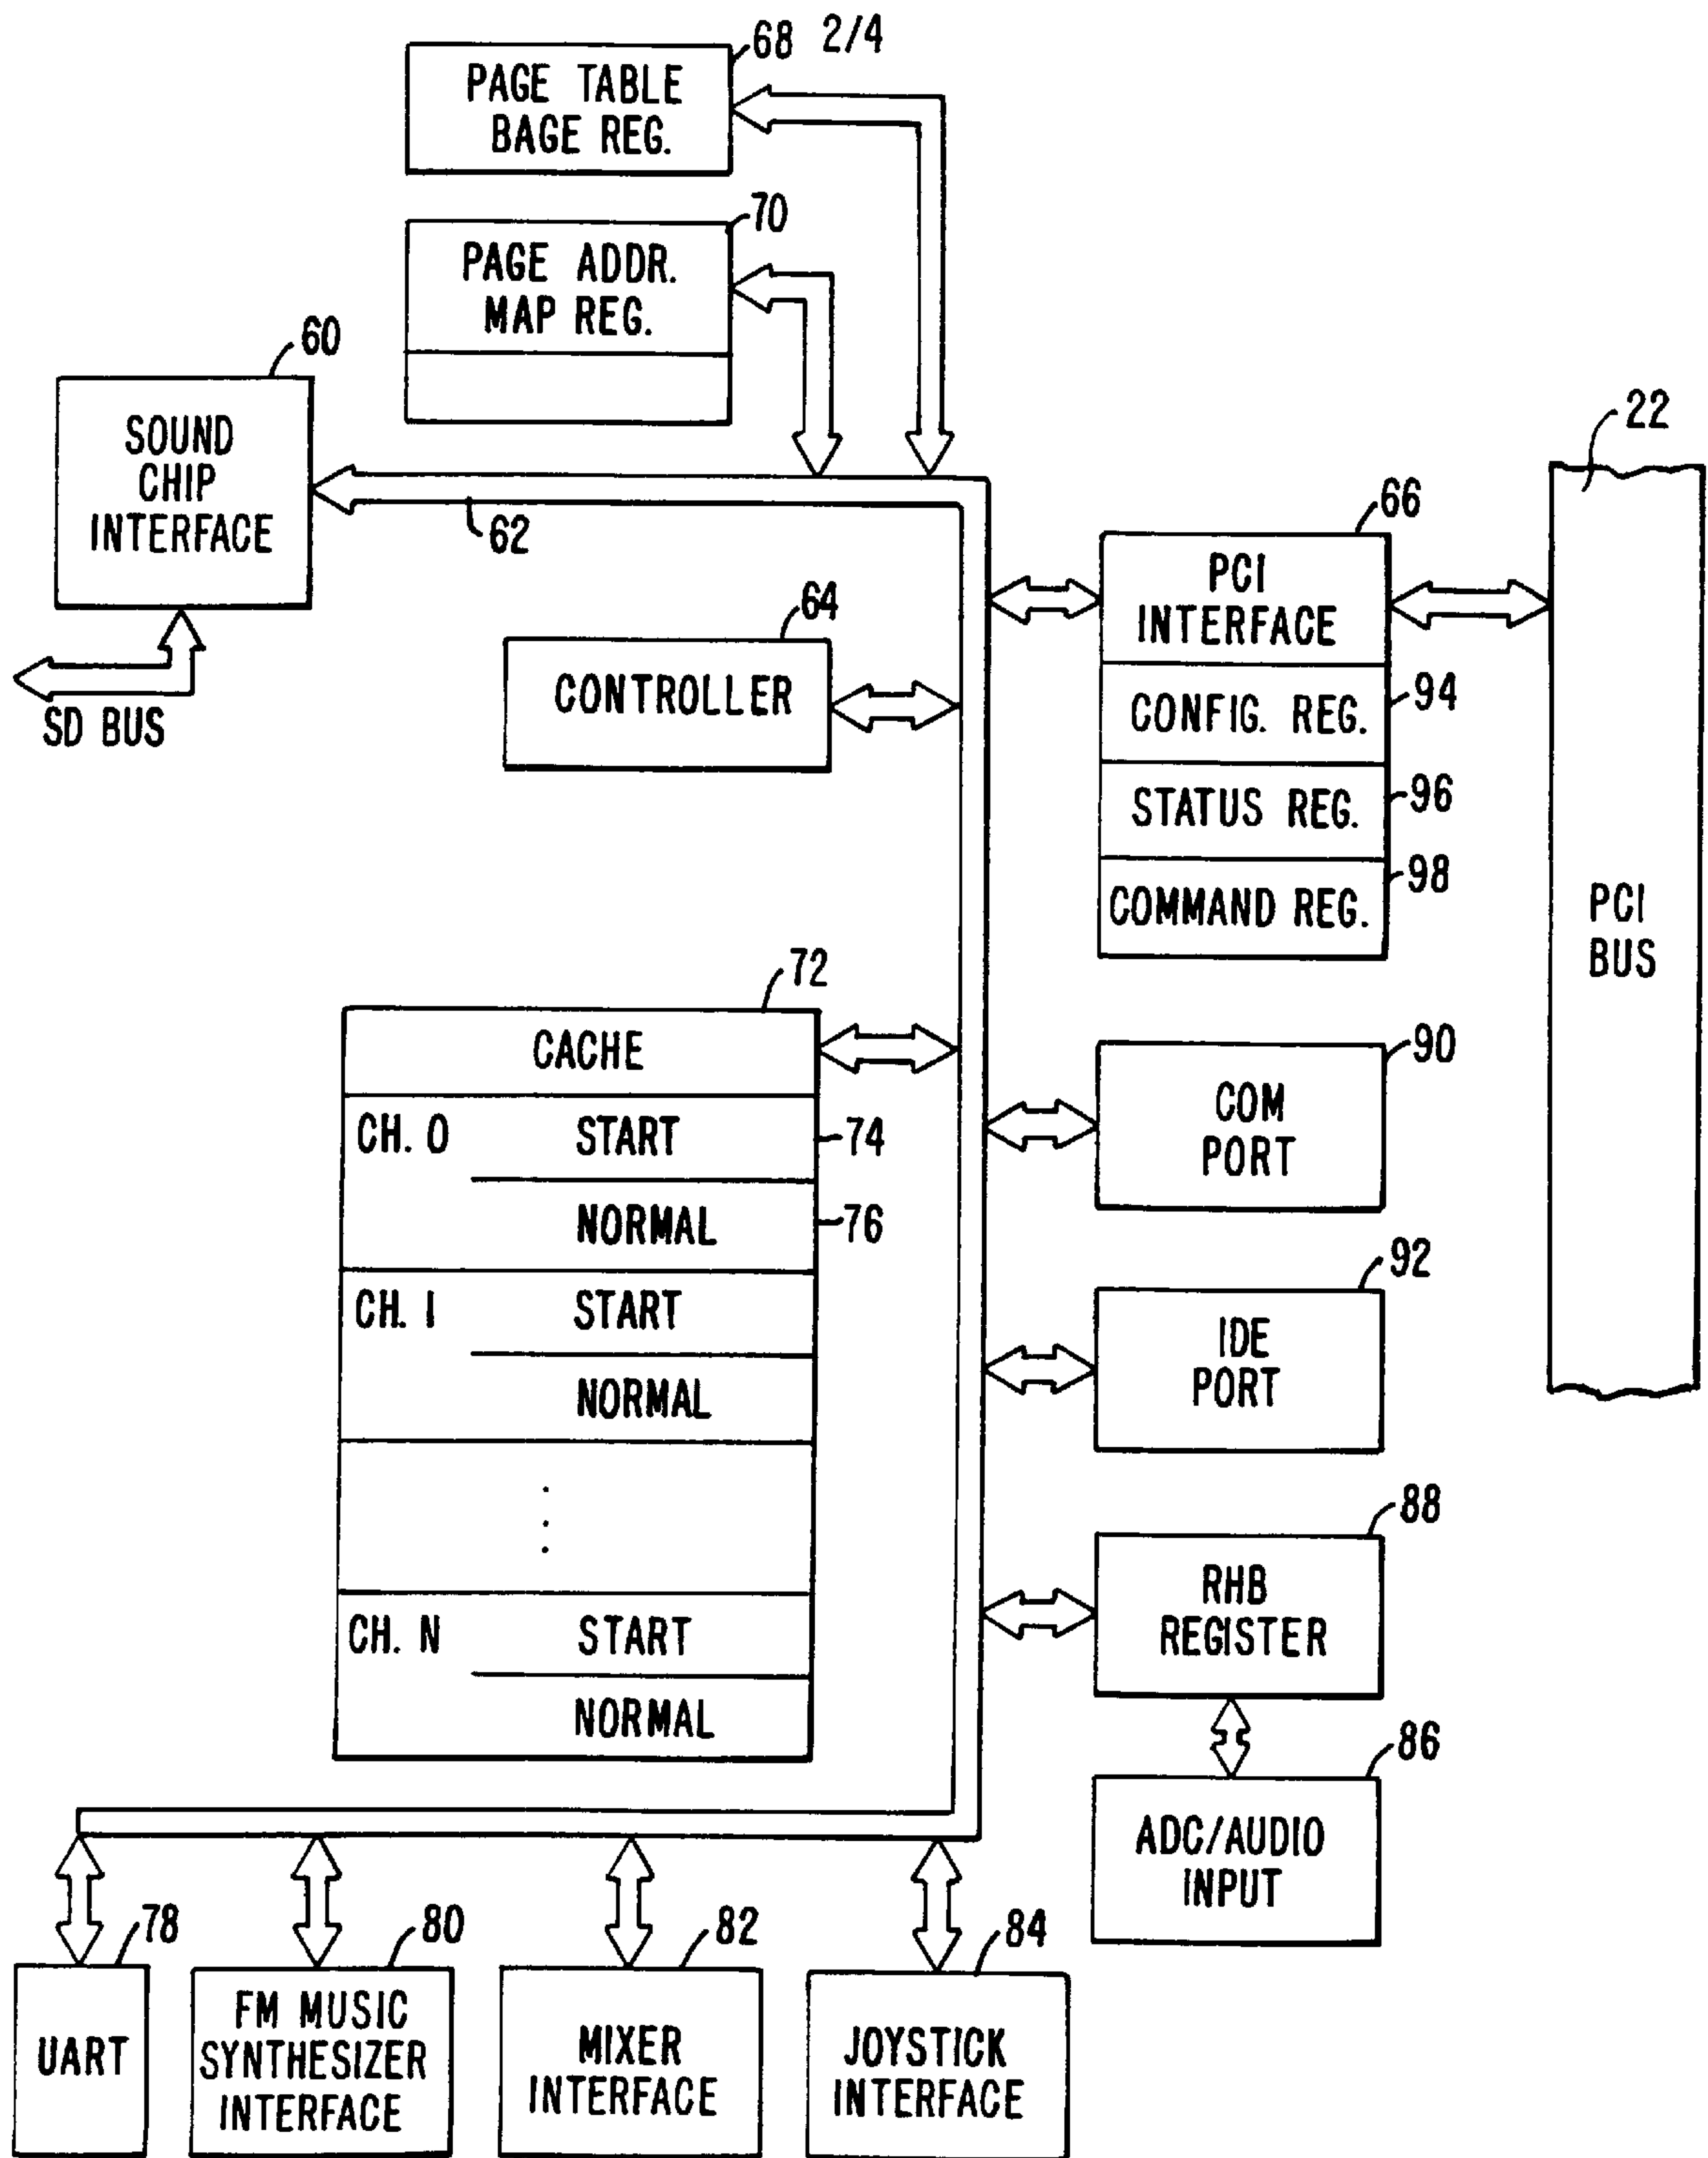 68 2/4
PAGE TABLE
BAGE REG.
70
PAGE ADDR.
MAP REG.
60
SOUND
CHIP
INTERFACE
62
SD BUS
64
CONTROLLER
22
66
PCI
INTERFACE
94
CONFIG. REG.
96
STATUS REG.
98
COMMAND REG.
PCI
BUS
72
CACHE
CH. 0 START 74
NORMAL 76
CH. 1 START
NORMAL
CH. N START
NORMAL
90
COM
PORT
92
IDE
PORT
88
RHB
REGISTER
86
ADC/AUDIO
INPUT
78
UART
80
FM MUSIC
SYNTHESIZER
INTERFACE
82
MIXER
INTERFACE
84
JOYSTICK
INTERFACE